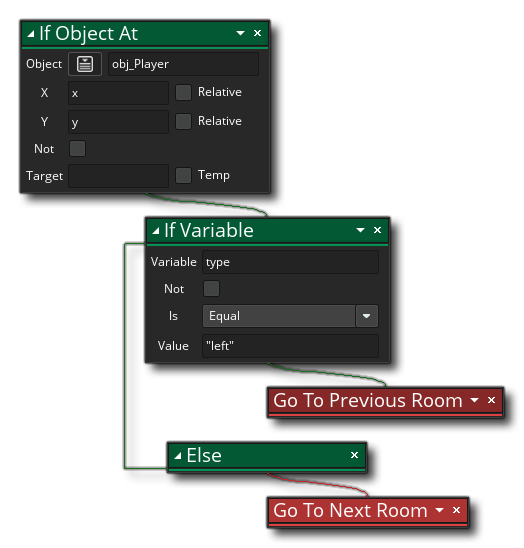 If Object At
Object obj_Player
X x Relative
Y y Relative
Not
Target Temp
If Variable
Variable type
Not
Is Equal
Value "left"
Go To Previous Room
Else
Go To Next Room